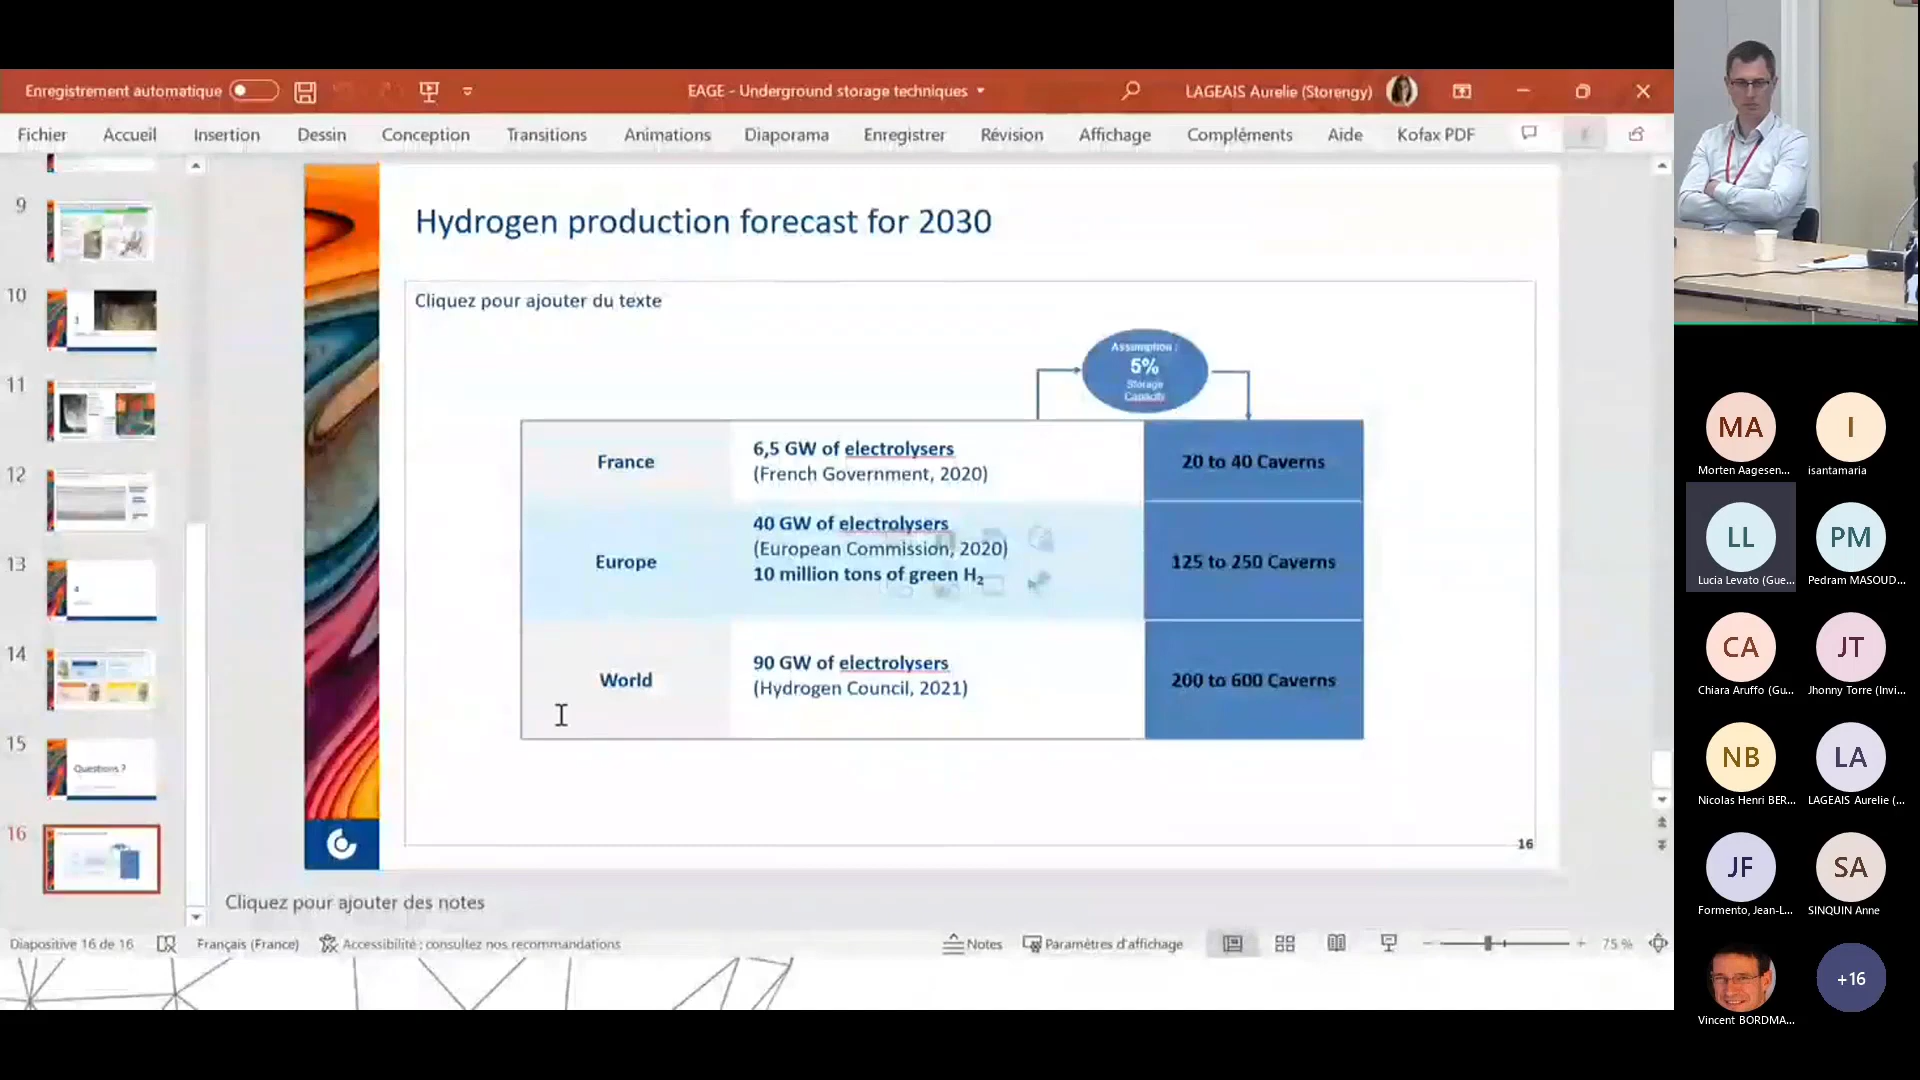 Enregistrement automatique
EAGE - Underground storage techniques
LAGEAIS Aurelie (Storengy)
Fichier
Accueil
Insertion
Dessin
Conception
Transitions
Animations
Diaporama
Enregistrer
Révision
Affichage
Compléments
Aide
Kofax PDF
9
10
11
12
13
14
15
Questions ?
16
Hydrogen production forecast for 2030
Cliquez pour ajouter du texte
Assumption :
5%
Storage
Capacity
France
6,5 GW of electrolysers
(French Government, 2020)
20 to 40 Caverns
Europe
40 GW of electrolysers
(European Commission, 2020)
10 million tons of green H₂
125 to 250 Caverns
World
90 GW of electrolysers
(Hydrogen Council, 2021)
200 to 600 Caverns
16
Cliquez pour ajouter des notes
Diapositive 16 de 16
Français (France)
Accessibilité : consultez nos recommandations
Notes
Paramètres d'affichage
75 %
MA
Morten Aagesen...
I
isantamaria
LL
Lucia Levato (Gue...
PM
Pedram MASOUD...
CA
Chiara Aruffo (Gu...
JT
Jhonny Torre (Invi...
NB
Nicolas Henri BER...
LA
LAGEAIS Aurelie (...
JF
Formento, Jean-L...
SA
SINQUIN Anne
Vincent BORDMA...
+16